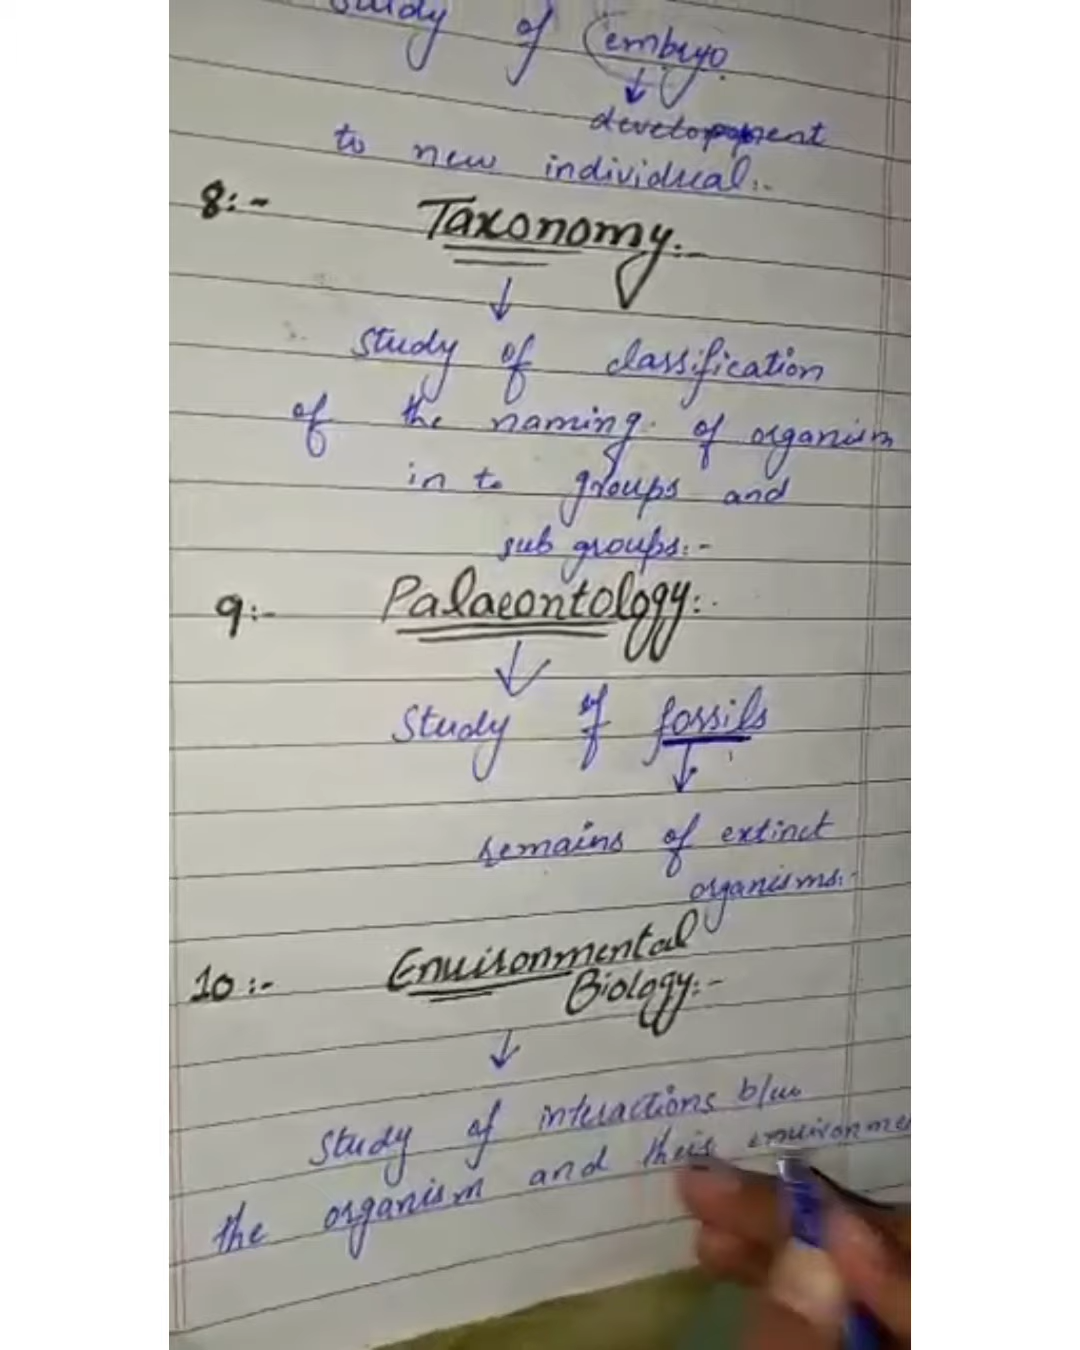 study of embryo
↓
development
to new individual:-
8:- Taxonomy:-
↓
study of classification
of the naming of organism
in to groups and
sub groups:-
9:- Palaeontology:-
↓
Study of fossils
↓
remains of extinct
organisms:-
10:- Environmental
Biology:-
↓
study of interactions b/w
the organism and their environme